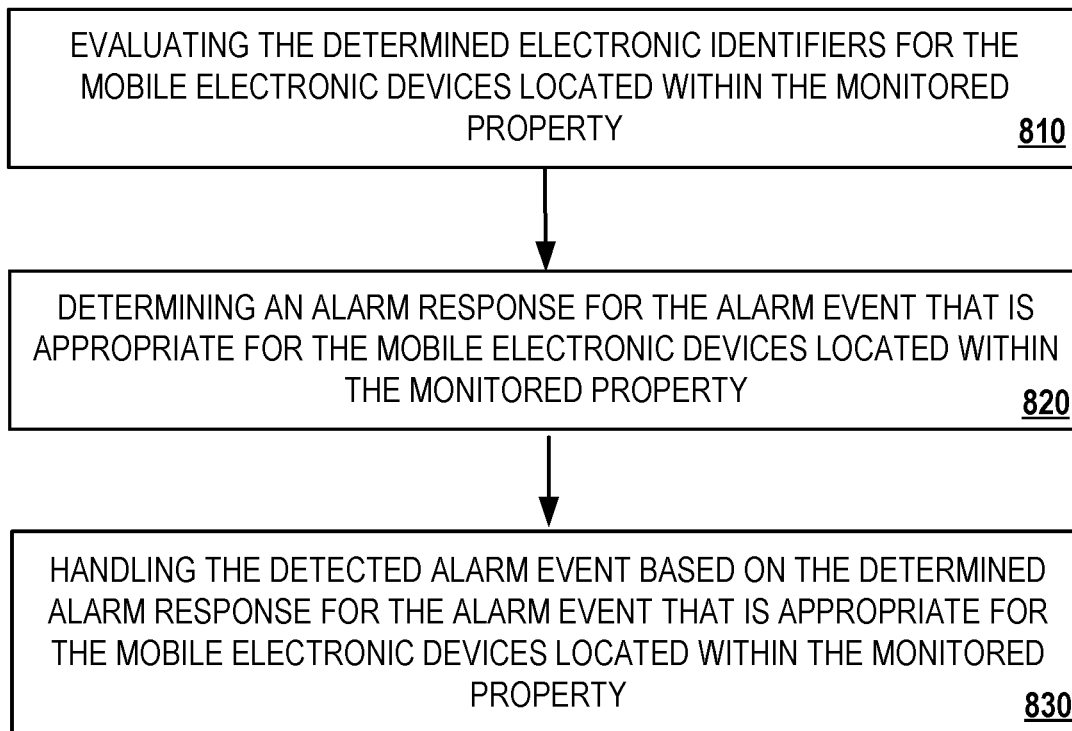 EVALUATING THE DETERMINED ELECTRONIC IDENTIFIERS FOR THE
MOBILE ELECTRONIC DEVICES LOCATED WITHIN THE MONITORED
PROPERTY
810
DETERMINING AN ALARM RESPONSE FOR THE ALARM EVENT THAT IS
APPROPRIATE FOR THE MOBILE ELECTRONIC DEVICES LOCATED WITHIN
THE MONITORED PROPERTY
820
HANDLING THE DETECTED ALARM EVENT BASED ON THE DETERMINED
ALARM RESPONSE FOR THE ALARM EVENT THAT IS APPROPRIATE FOR
THE MOBILE ELECTRONIC DEVICES LOCATED WITHIN THE MONITORED
PROPERTY
830